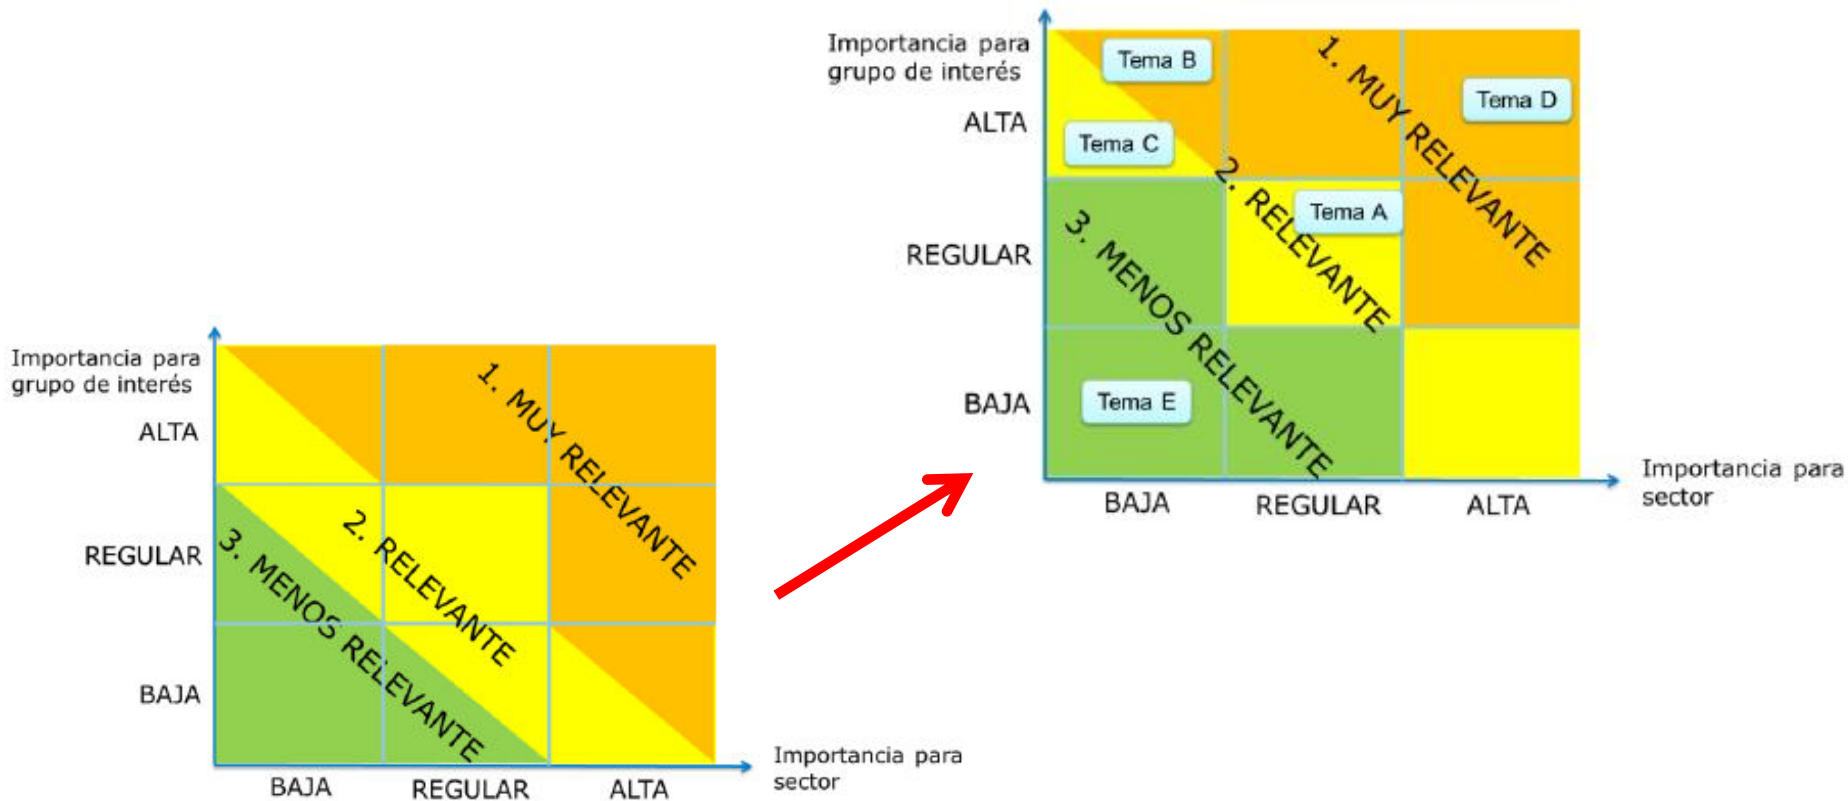 Importancia para
grupo de interés
ALTA
REGULAR
BAJA
1. MUY RELEVANTE
2. RELEVANTE
3. MENOS RELEVANTE
BAJA
REGULAR
ALTA
Importancia para
sector
Importancia para
grupo de interés
ALTA
REGULAR
BAJA
Tema B
Tema D
Tema C
Tema A
Tema E
1. MUY RELEVANTE
2. RELEVANTE
3. MENOS RELEVANTE
BAJA
REGULAR
ALTA
Importancia para
sector